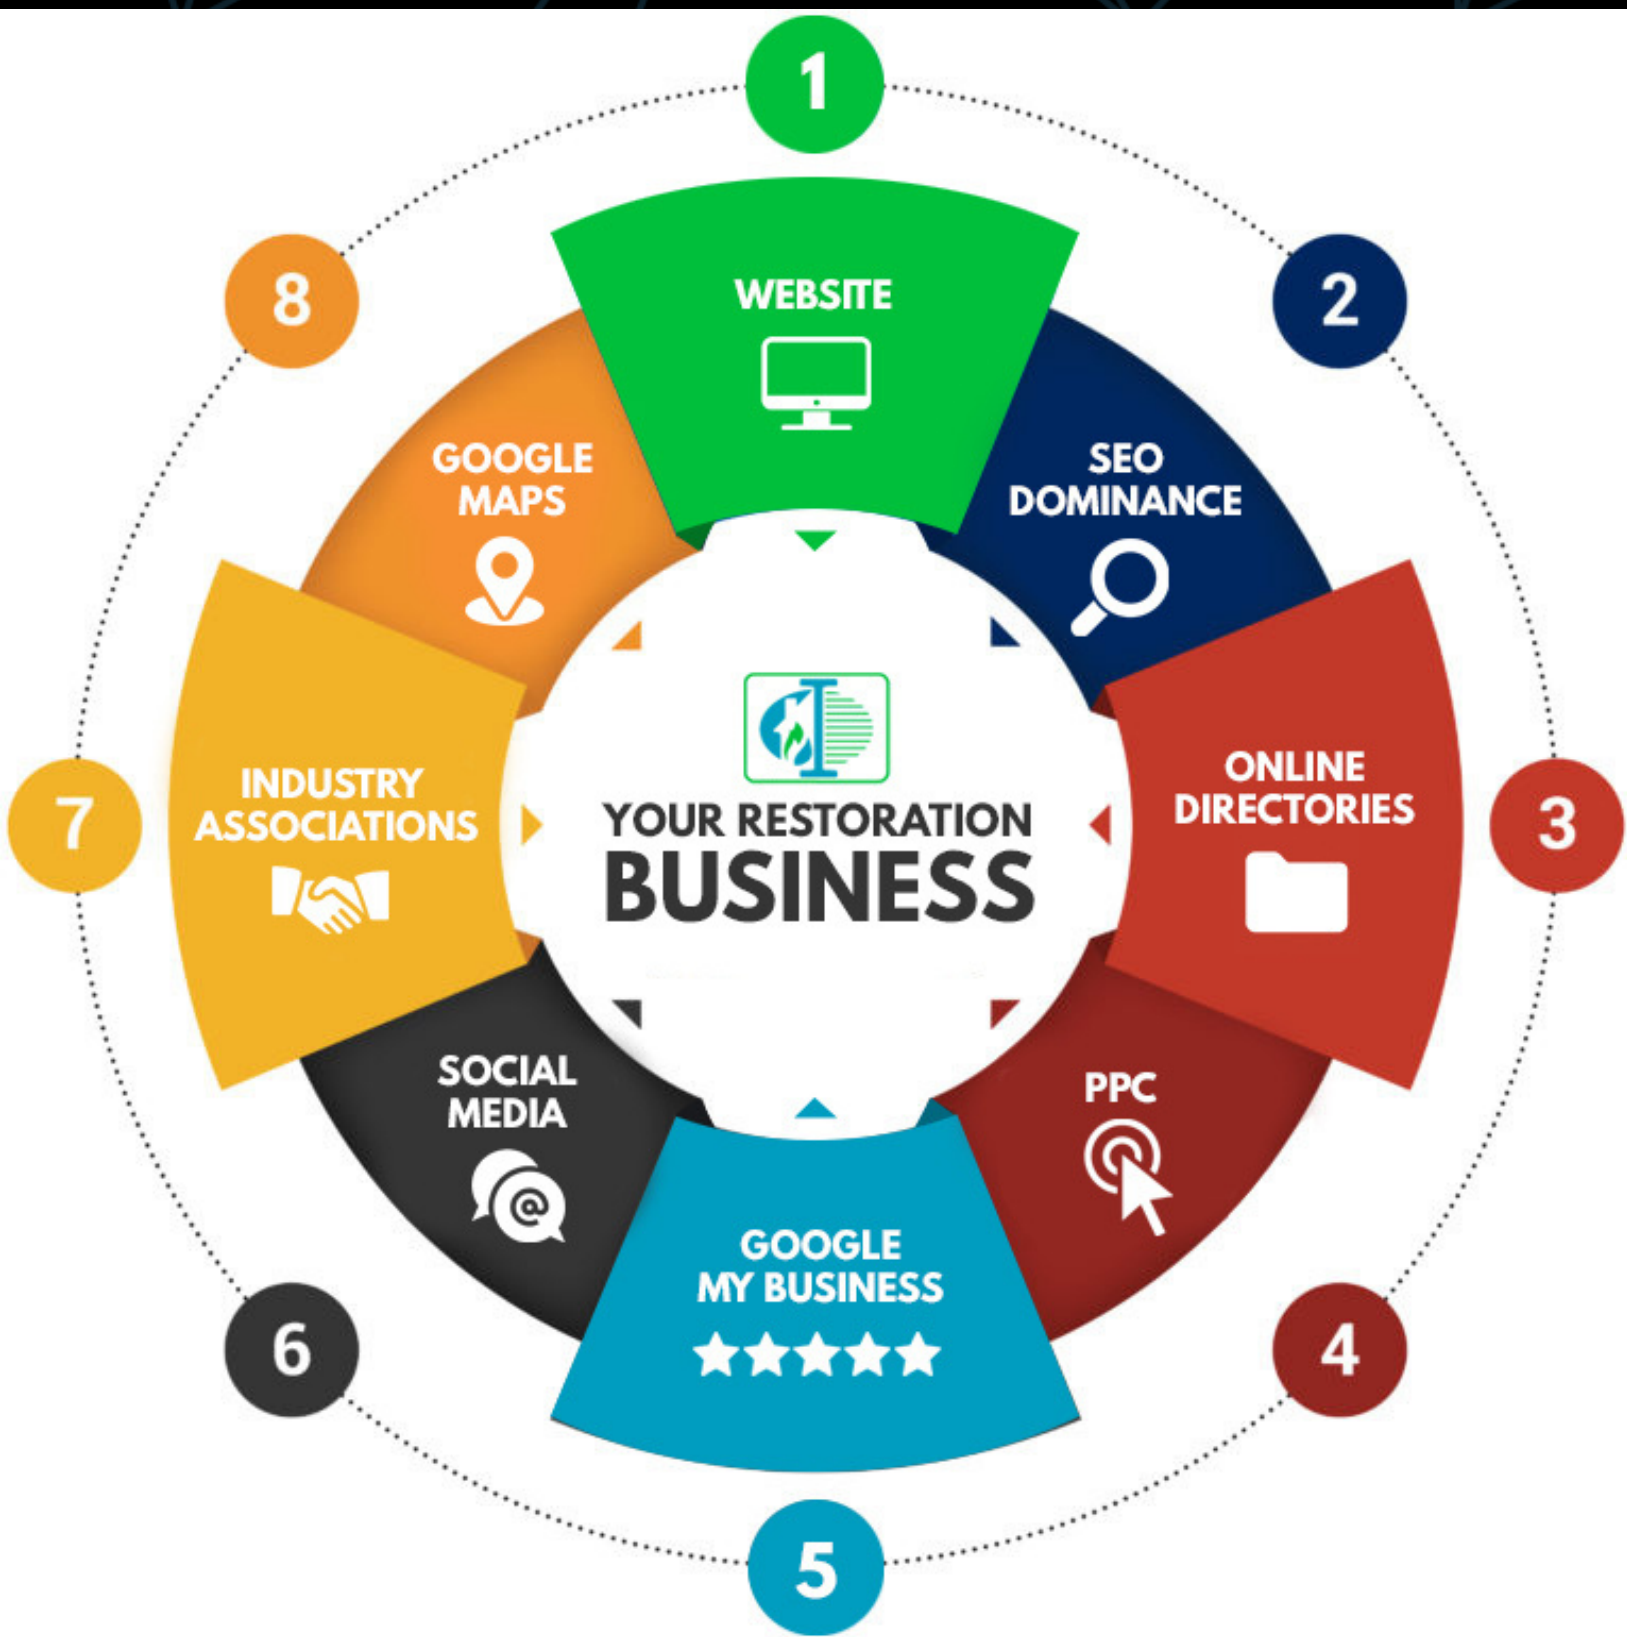 1
WEBSITE
2
SEO
DOMINANCE
3
ONLINE
DIRECTORIES
4
PPC
5
GOOGLE
MY BUSINESS
6
SOCIAL
MEDIA
@
7
INDUSTRY
ASSOCIATIONS
8
GOOGLE
MAPS
YOUR RESTORATION
BUSINESS